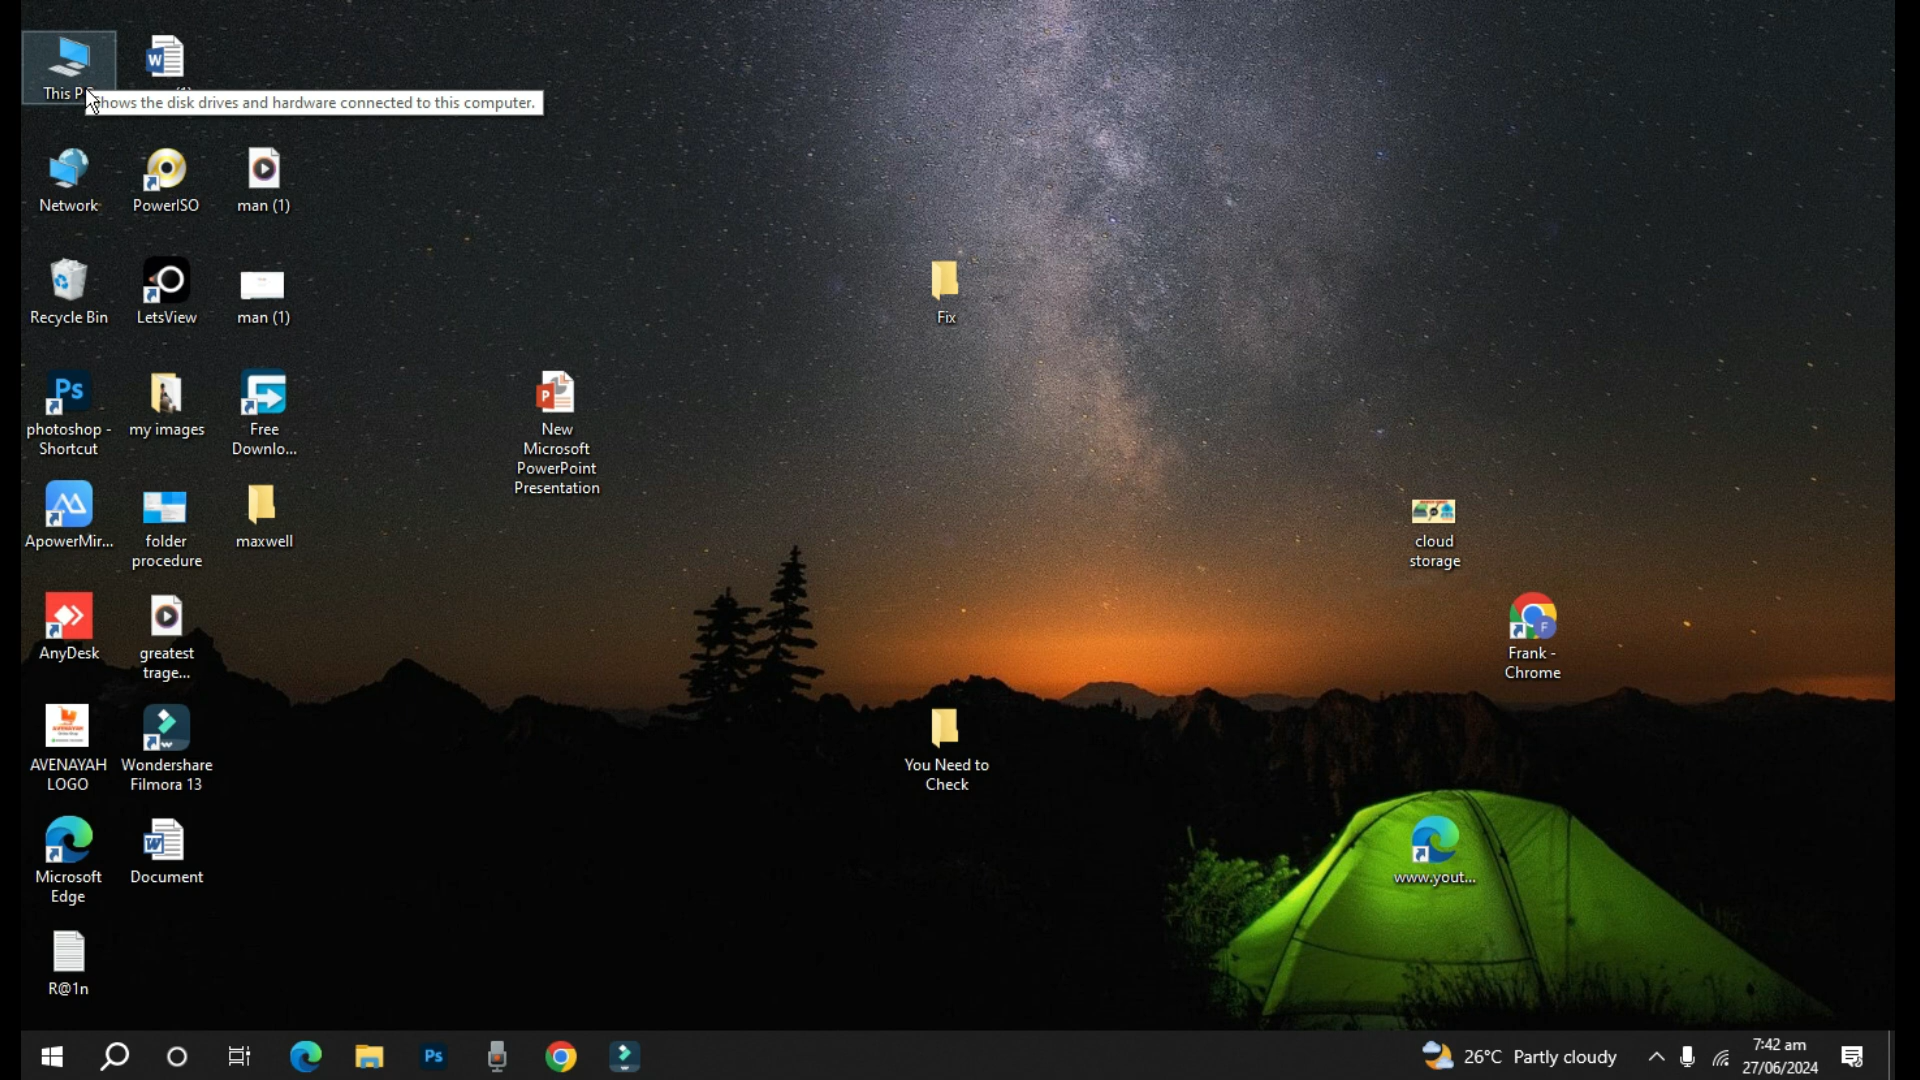 This P
hows the disk drives and hardware connected to this computer.
Network
PowerISO
man (1)
Recycle Bin
LetsView
man (1)
Fix
Ps
photoshop -
Shortcut
my images
Free
Downlo...
P
New
Microsoft
PowerPoint
Presentation
ApowerMir...
folder
procedure
maxwell
cloud
storage
AnyDesk
greatest
trage...
F
Frank -
Chrome
AVENAYAH
LOGO
Wondershare
Filmora 13
You Need to
Check
Microsoft
Edge
W
Document
www.yout...
R@1n
Ps
26°C Partly cloudy
7:42 am
27/06/2024